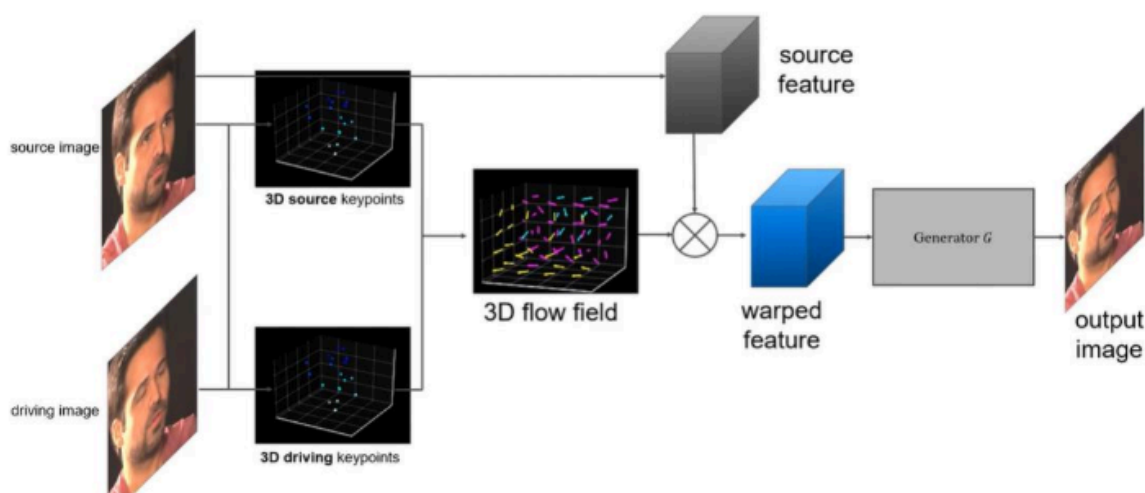 source
feature
source image
3D source keypoints
Generator G
3D flow field
warped
feature
output
image
driving image
3D driving keypoints